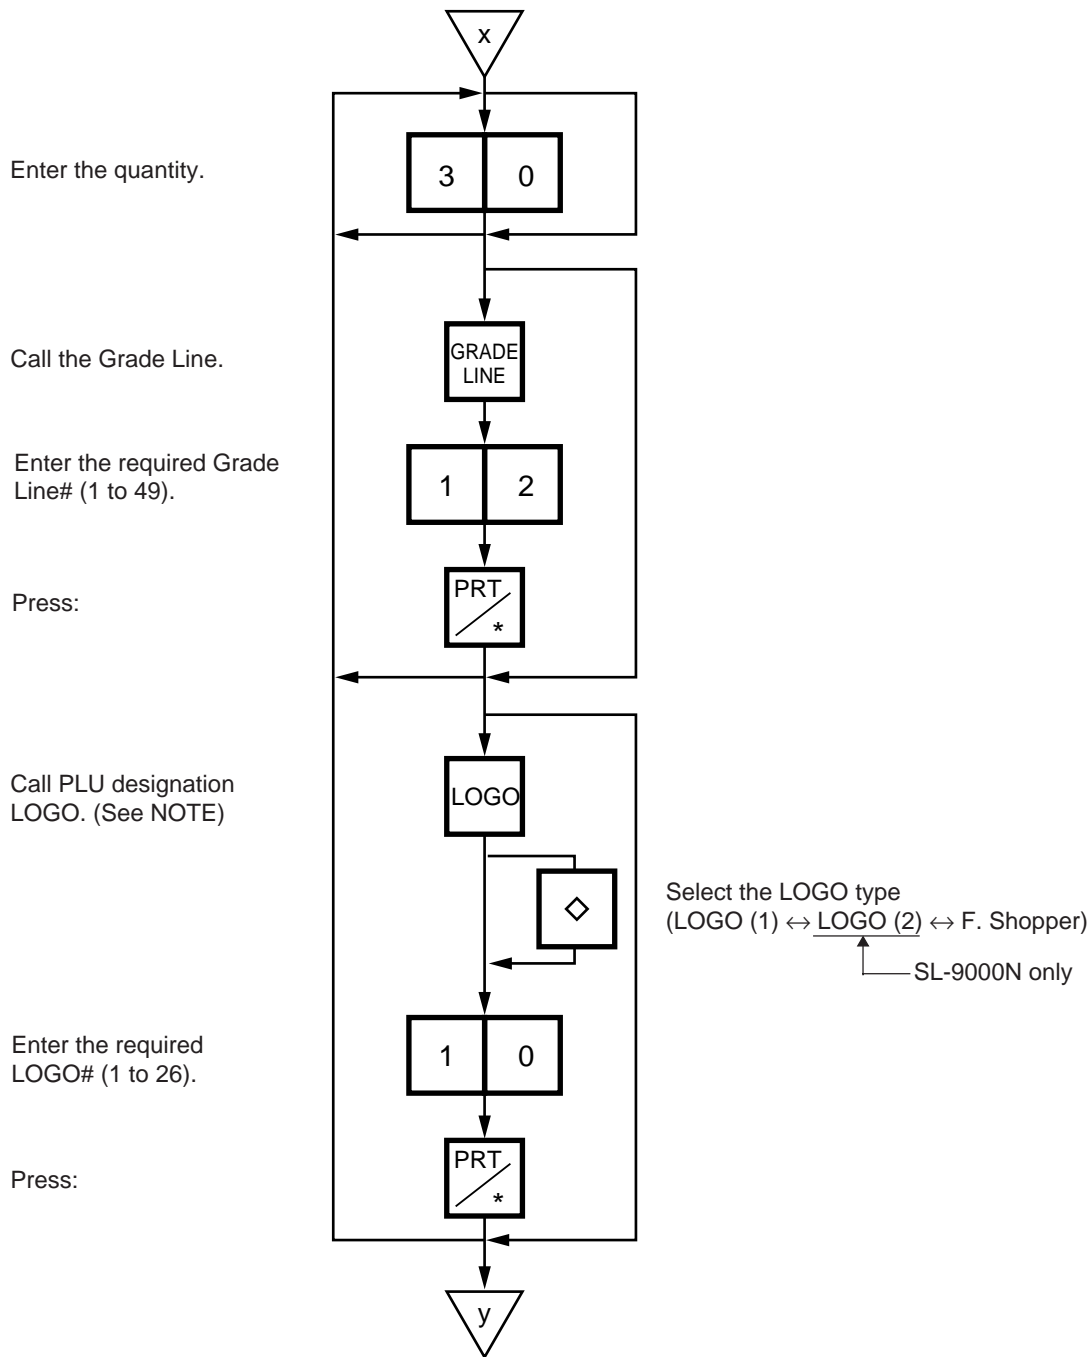 x
Enter the quantity.
3 0
Call the Grade Line.
GRADE
LINE
Enter the required Grade
Line# (1 to 49).
1 2
Press:
PRT
*
Call PLU designation
LOGO. (See NOTE)
LOGO
◇
Select the LOGO type
(LOGO (1) ↔ LOGO (2) ↔ F. Shopper)
SL-9000N only
Enter the required
LOGO# (1 to 26).
1 0
Press:
PRT
*
y